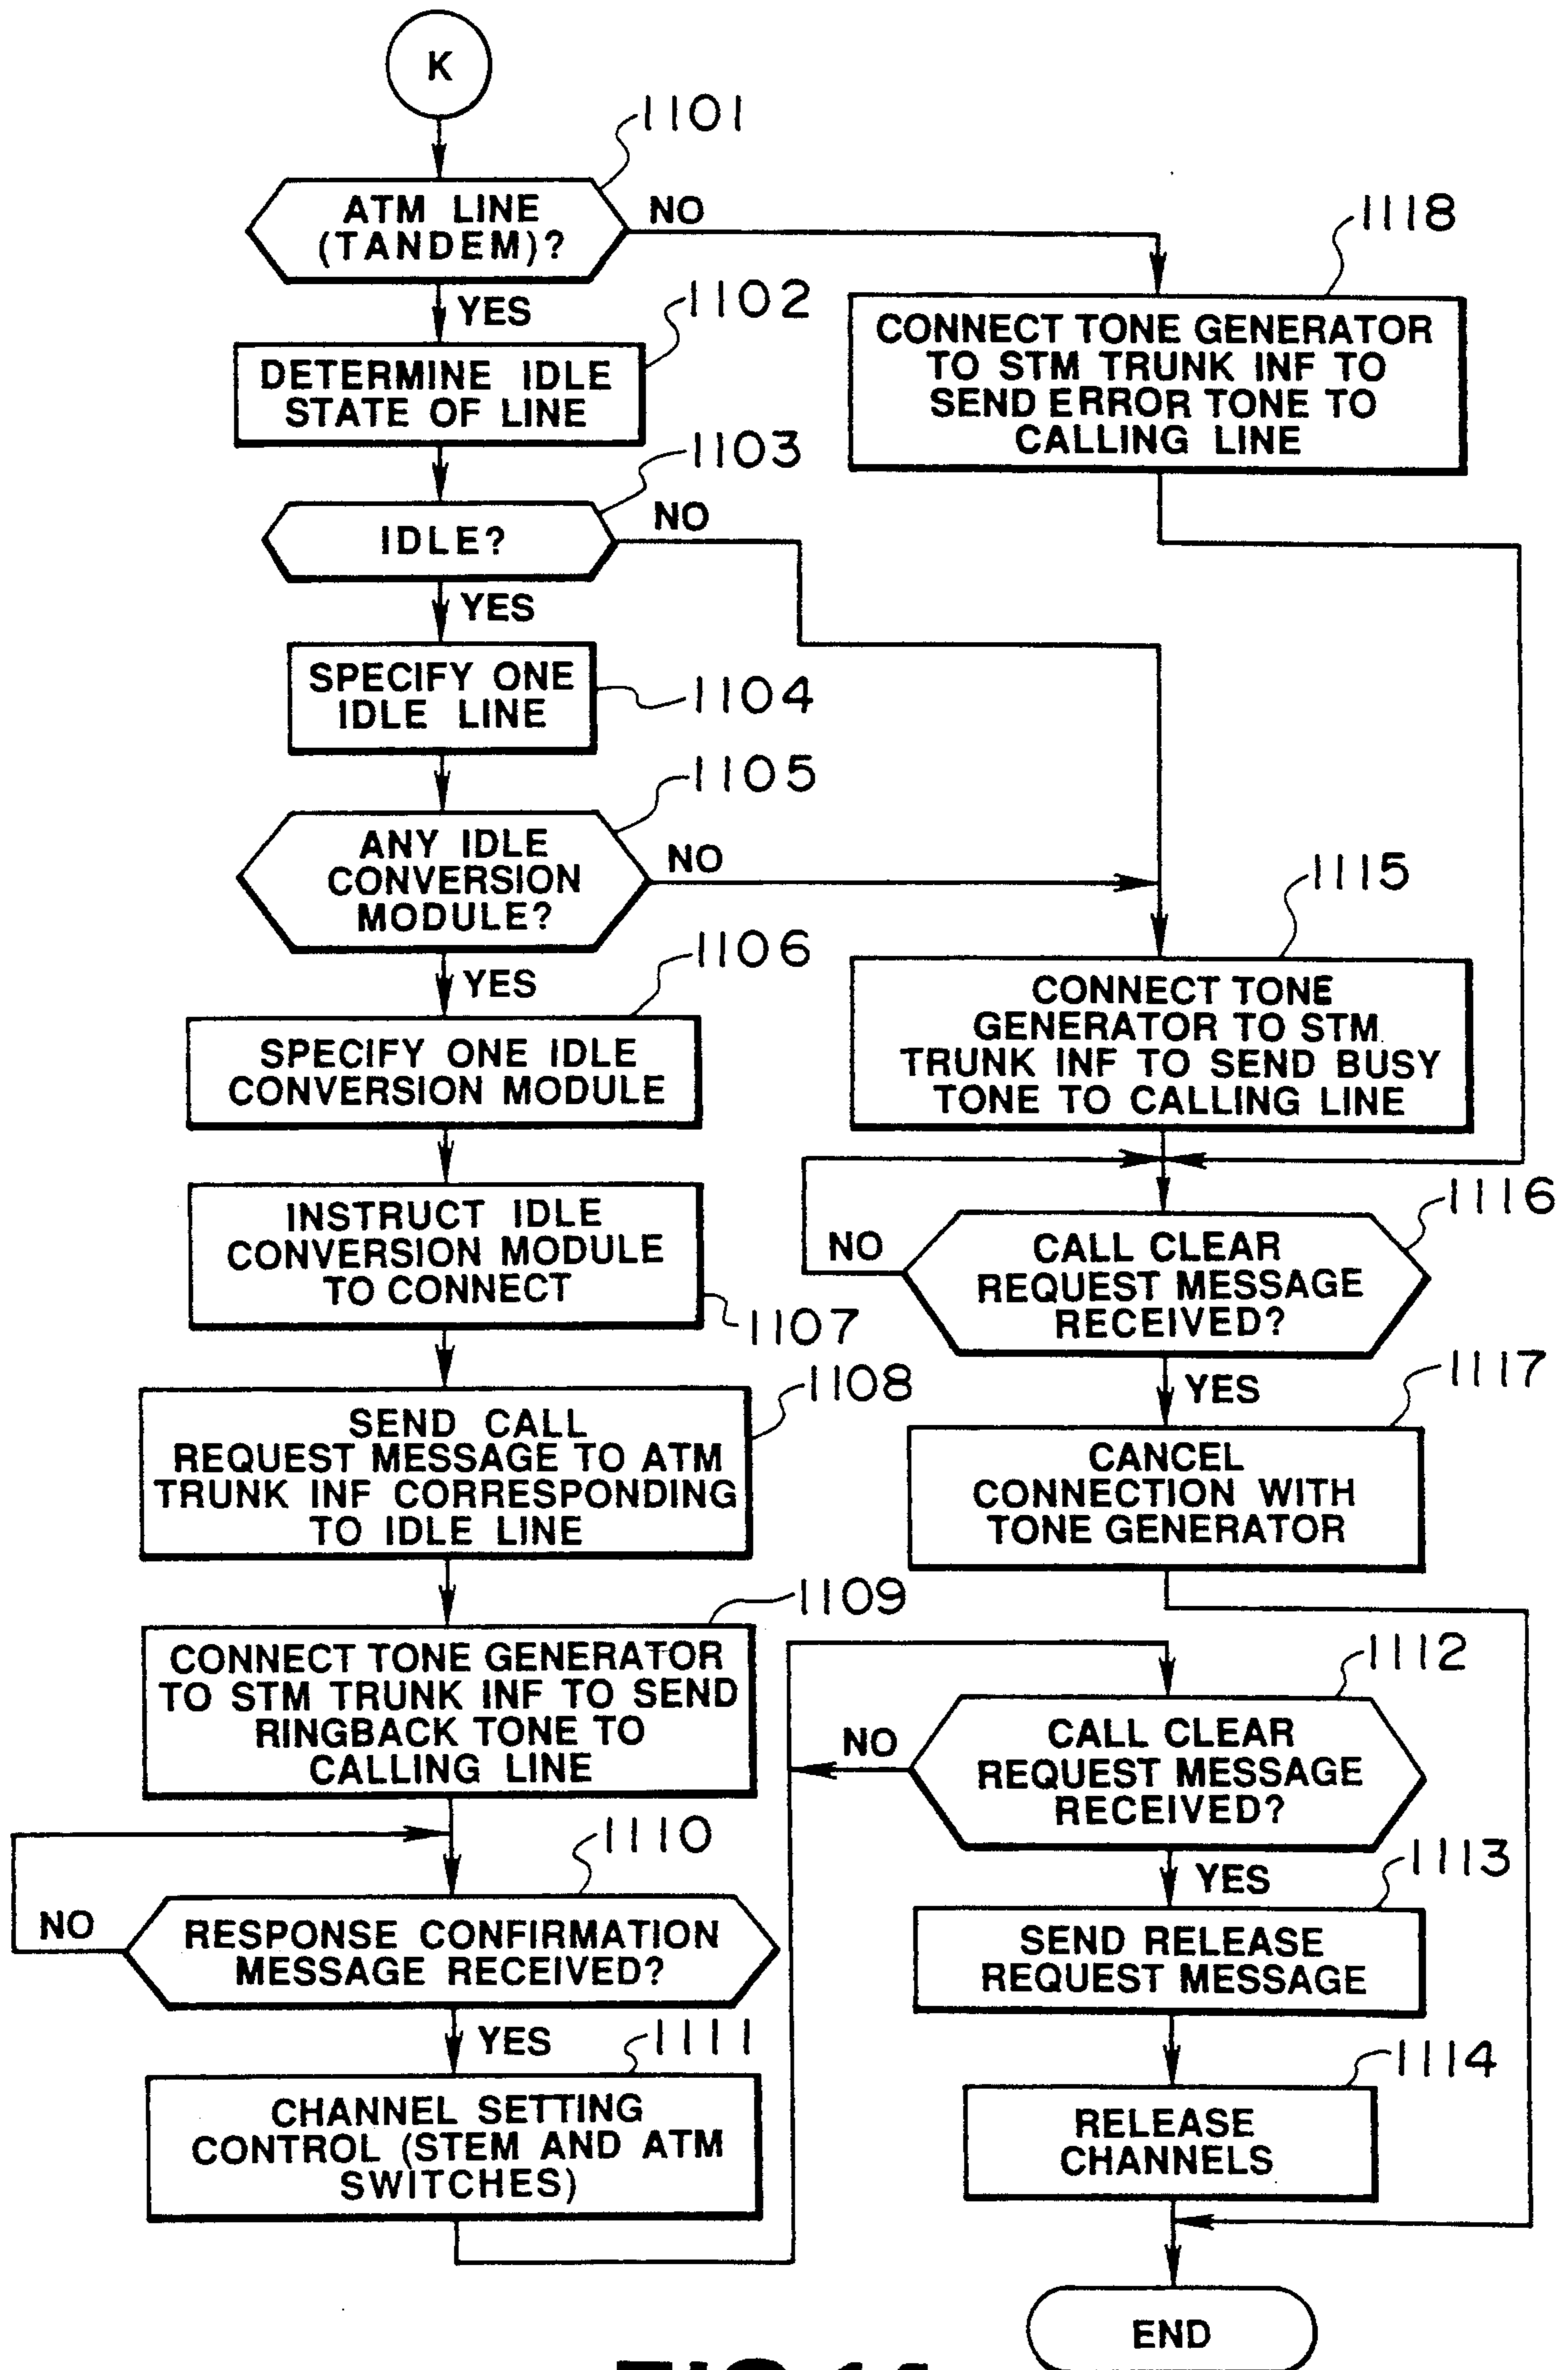 K
1101
ATM LINE
(TANDEM)?
NO
1118
YES
1102
CONNECT TONE GENERATOR
TO STM TRUNK INF TO
SEND ERROR TONE TO
CALLING LINE
DETERMINE IDLE
STATE OF LINE
1103
IDLE?
NO
YES
SPECIFY ONE
IDLE LINE
1104
1105
ANY IDLE
CONVERSION
MODULE?
NO
1115
YES
1106
CONNECT TONE
GENERATOR TO STM
TRUNK INF TO SEND BUSY
TONE TO CALLING LINE
SPECIFY ONE IDLE
CONVERSION MODULE
1116
INSTRUCT IDLE
CONVERSION MODULE
TO CONNECT
1107
NO
CALL CLEAR
REQUEST MESSAGE
RECEIVED?
YES
1117
1108
SEND CALL
REQUEST MESSAGE TO ATM
TRUNK INF CORRESPONDING
TO IDLE LINE
CANCEL
CONNECTION WITH
TONE GENERATOR
1109
CONNECT TONE GENERATOR
TO STM TRUNK INF TO SEND
RINGBACK TONE TO
CALLING LINE
1112
NO
CALL CLEAR
REQUEST MESSAGE
RECEIVED?
1110
YES
1113
NO
RESPONSE CONFIRMATION
MESSAGE RECEIVED?
SEND RELEASE
REQUEST MESSAGE
YES
1111
1114
CHANNEL SETTING
CONTROL (STEM AND ATM
SWITCHES)
RELEASE
CHANNELS
END